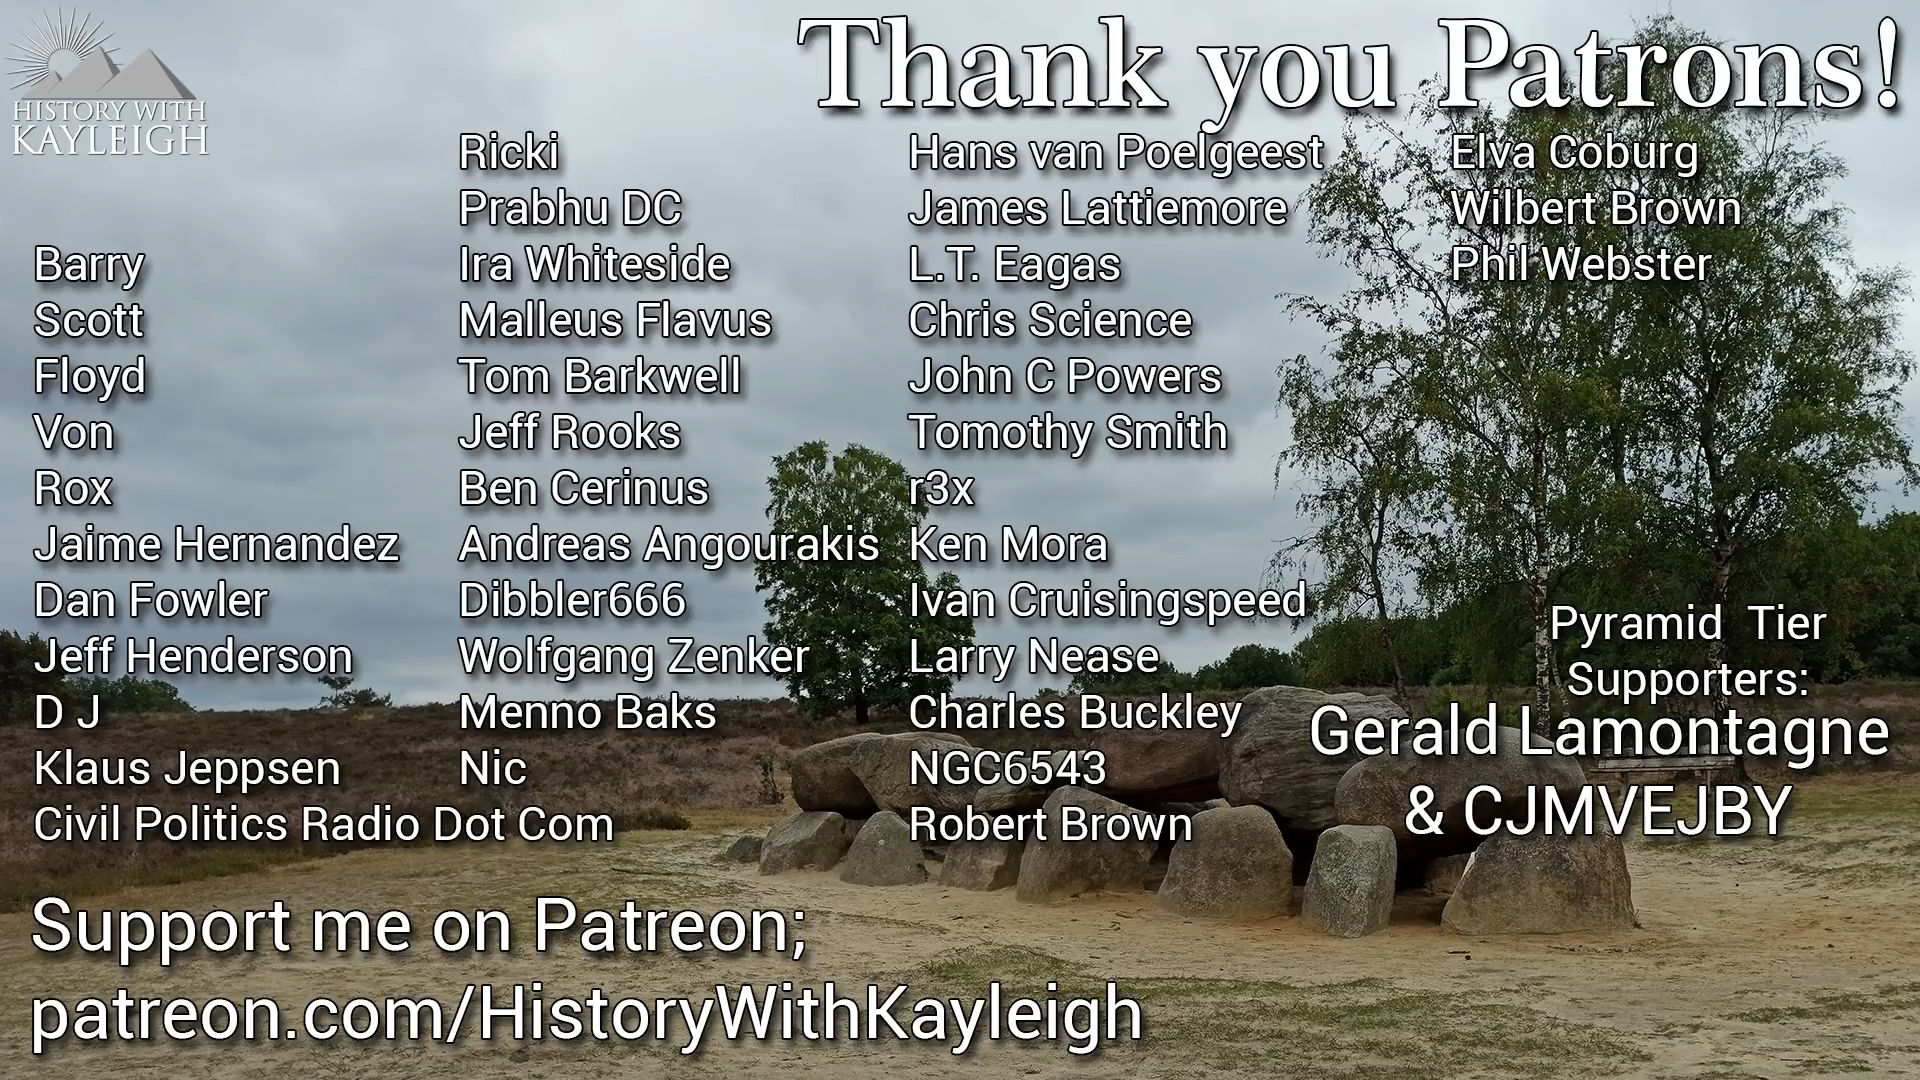 HISTORY WITH
KAYLEIGH
Thank you Patrons!
Barry
Scott
Floyd
Von
Rox
Jaime Hernandez
Dan Fowler
Jeff Henderson
D J
Klaus Jeppsen
Civil Politics Radio Dot Com
Ricki
Prabhu DC
Ira Whiteside
Malleus Flavus
Tom Barkwell
Jeff Rooks
Ben Cerinus
Andreas Angourakis
Dibbler666
Wolfgang Zenker
Menno Baks
Nic
Hans van Poelgeest
James Lattiemore
L.T. Eagas
Chris Science
John C Powers
Tomothy Smith
r3x
Ken Mora
Ivan Cruisingspeed
Larry Nease
Charles Buckley
NGC6543
Robert Brown
Elva Coburg
Wilbert Brown
Phil Webster
Pyramid Tier
Supporters:
Gerald Lamontagne
& CJMVEJBY
Support me on Patreon;
patreon.com/HistoryWithKayleigh